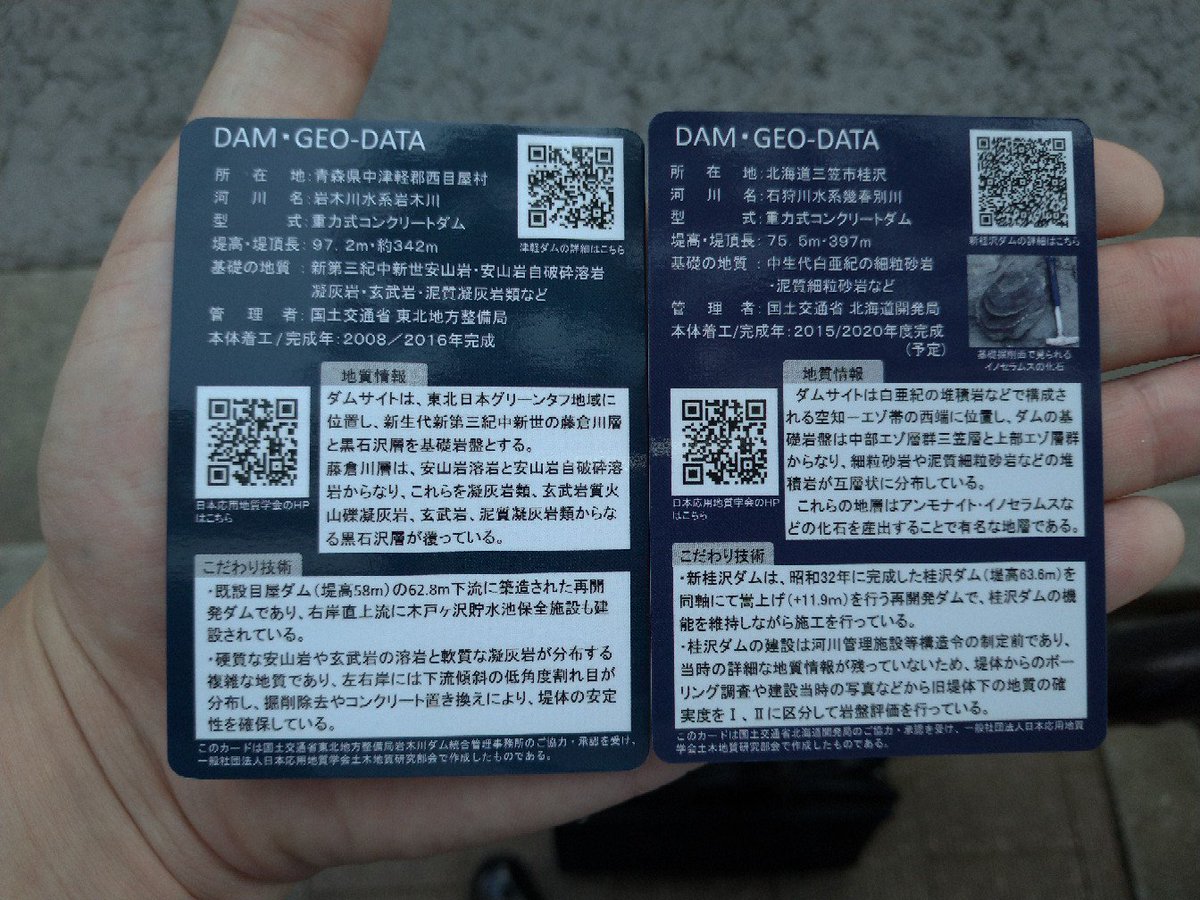 DAM・GEO-DATA
所在地:青森県中津軽郡西目屋村
河川名:岩木川水系岩木川
型式:重力式コンクリートダム
堤高・堤頂長:97.2m・約342m
基礎の地質:新第三紀中新世安山岩・安山岩自破砕溶岩
凝灰岩・玄武岩・泥質凝灰岩類など
管理者:国土交通省 東北地方整備局
本体着工/完成年:2008/2016年完成
津軽ダムの詳細はこちら
地質情報
ダムサイトは、東北日本グリーンタフ地域に
位置し、新生代新第三紀中新世の藤倉川層
と黒石沢層を基礎岩盤とする。
藤倉川層は、安山岩溶岩と安山岩自破砕溶
岩からなり、これらを凝灰岩類、玄武岩質火
山礫凝灰岩、玄武岩、泥質凝灰岩類からな
る黒石沢層が覆っている。
日本応用地質学会のHP
はこちら
こだわり技術
・既設目屋ダム(堤高58m)の62.8m下流に築造された再開
発ダムであり、右岸直上流に木戸ヶ沢貯水池保全施設も建
設されている。
・硬質な安山岩や玄武岩の溶岩と軟質な凝灰岩が分布する
複雑な地質であり、左右岸には下流傾斜の低角度割れ目が
分布し、掘削除去やコンクリート置き換えにより、堤体の安定
性を確保している。
このカードは国土交通省東北地方整備局岩木川ダム統合管理事務所のご協力・承認を受け、
一般社団法人日本応用地質学会土木地質研究部会で作成したものである。
DAM・GEO-DATA
所在地:北海道三笠市桂沢
河川名:石狩川水系幾春別川
型式:重力式コンクリートダム
堤高・堤頂長:75.5m・397m
基礎の地質:中生代白亜紀の細粒砂岩
・泥質細粒砂岩など
管理者:国土交通省 北海道開発局
本体着工/完成年:2015/2020年度完成
(予定)
新桂沢ダムの詳細はこちら
基礎掘削面で見られる
イノセラムスの化石
地質情報
ダムサイトは白亜紀の堆積岩などで構成さ
れる空知-エゾ帯の西端に位置し、ダムの基
礎岩盤は中部エゾ層群三笠層と上部エゾ層群
からなり、細粒砂岩や泥質細粒砂岩などの堆
積岩が互層状に分布している。
これらの地層はアンモナイト・イノセラムスな
どの化石を産出することで有名な地層である。
日本応用地質学会のHP
はこちら
こだわり技術
・新桂沢ダムは、昭和32年に完成した桂沢ダム(堤高63.6m)を
同軸にて嵩上げ(+11.9m)を行う再開発ダムで、桂沢ダムの機
能を維持しながら施工を行っている。
・桂沢ダムの建設は河川管理施設等構造令の制定前であり、
当時の詳細な地質情報が残っていないため、堤体からのボー
リング調査や建設当時の写真などから旧堤体下の地質の確
実度をⅠ、Ⅱに区分して岩盤評価を行っている。
このカードは国土交通省北海道開発局のご協力・承認を受け、一般社団法人日本応用地質
学会土木地質研究部会で作成したものである。